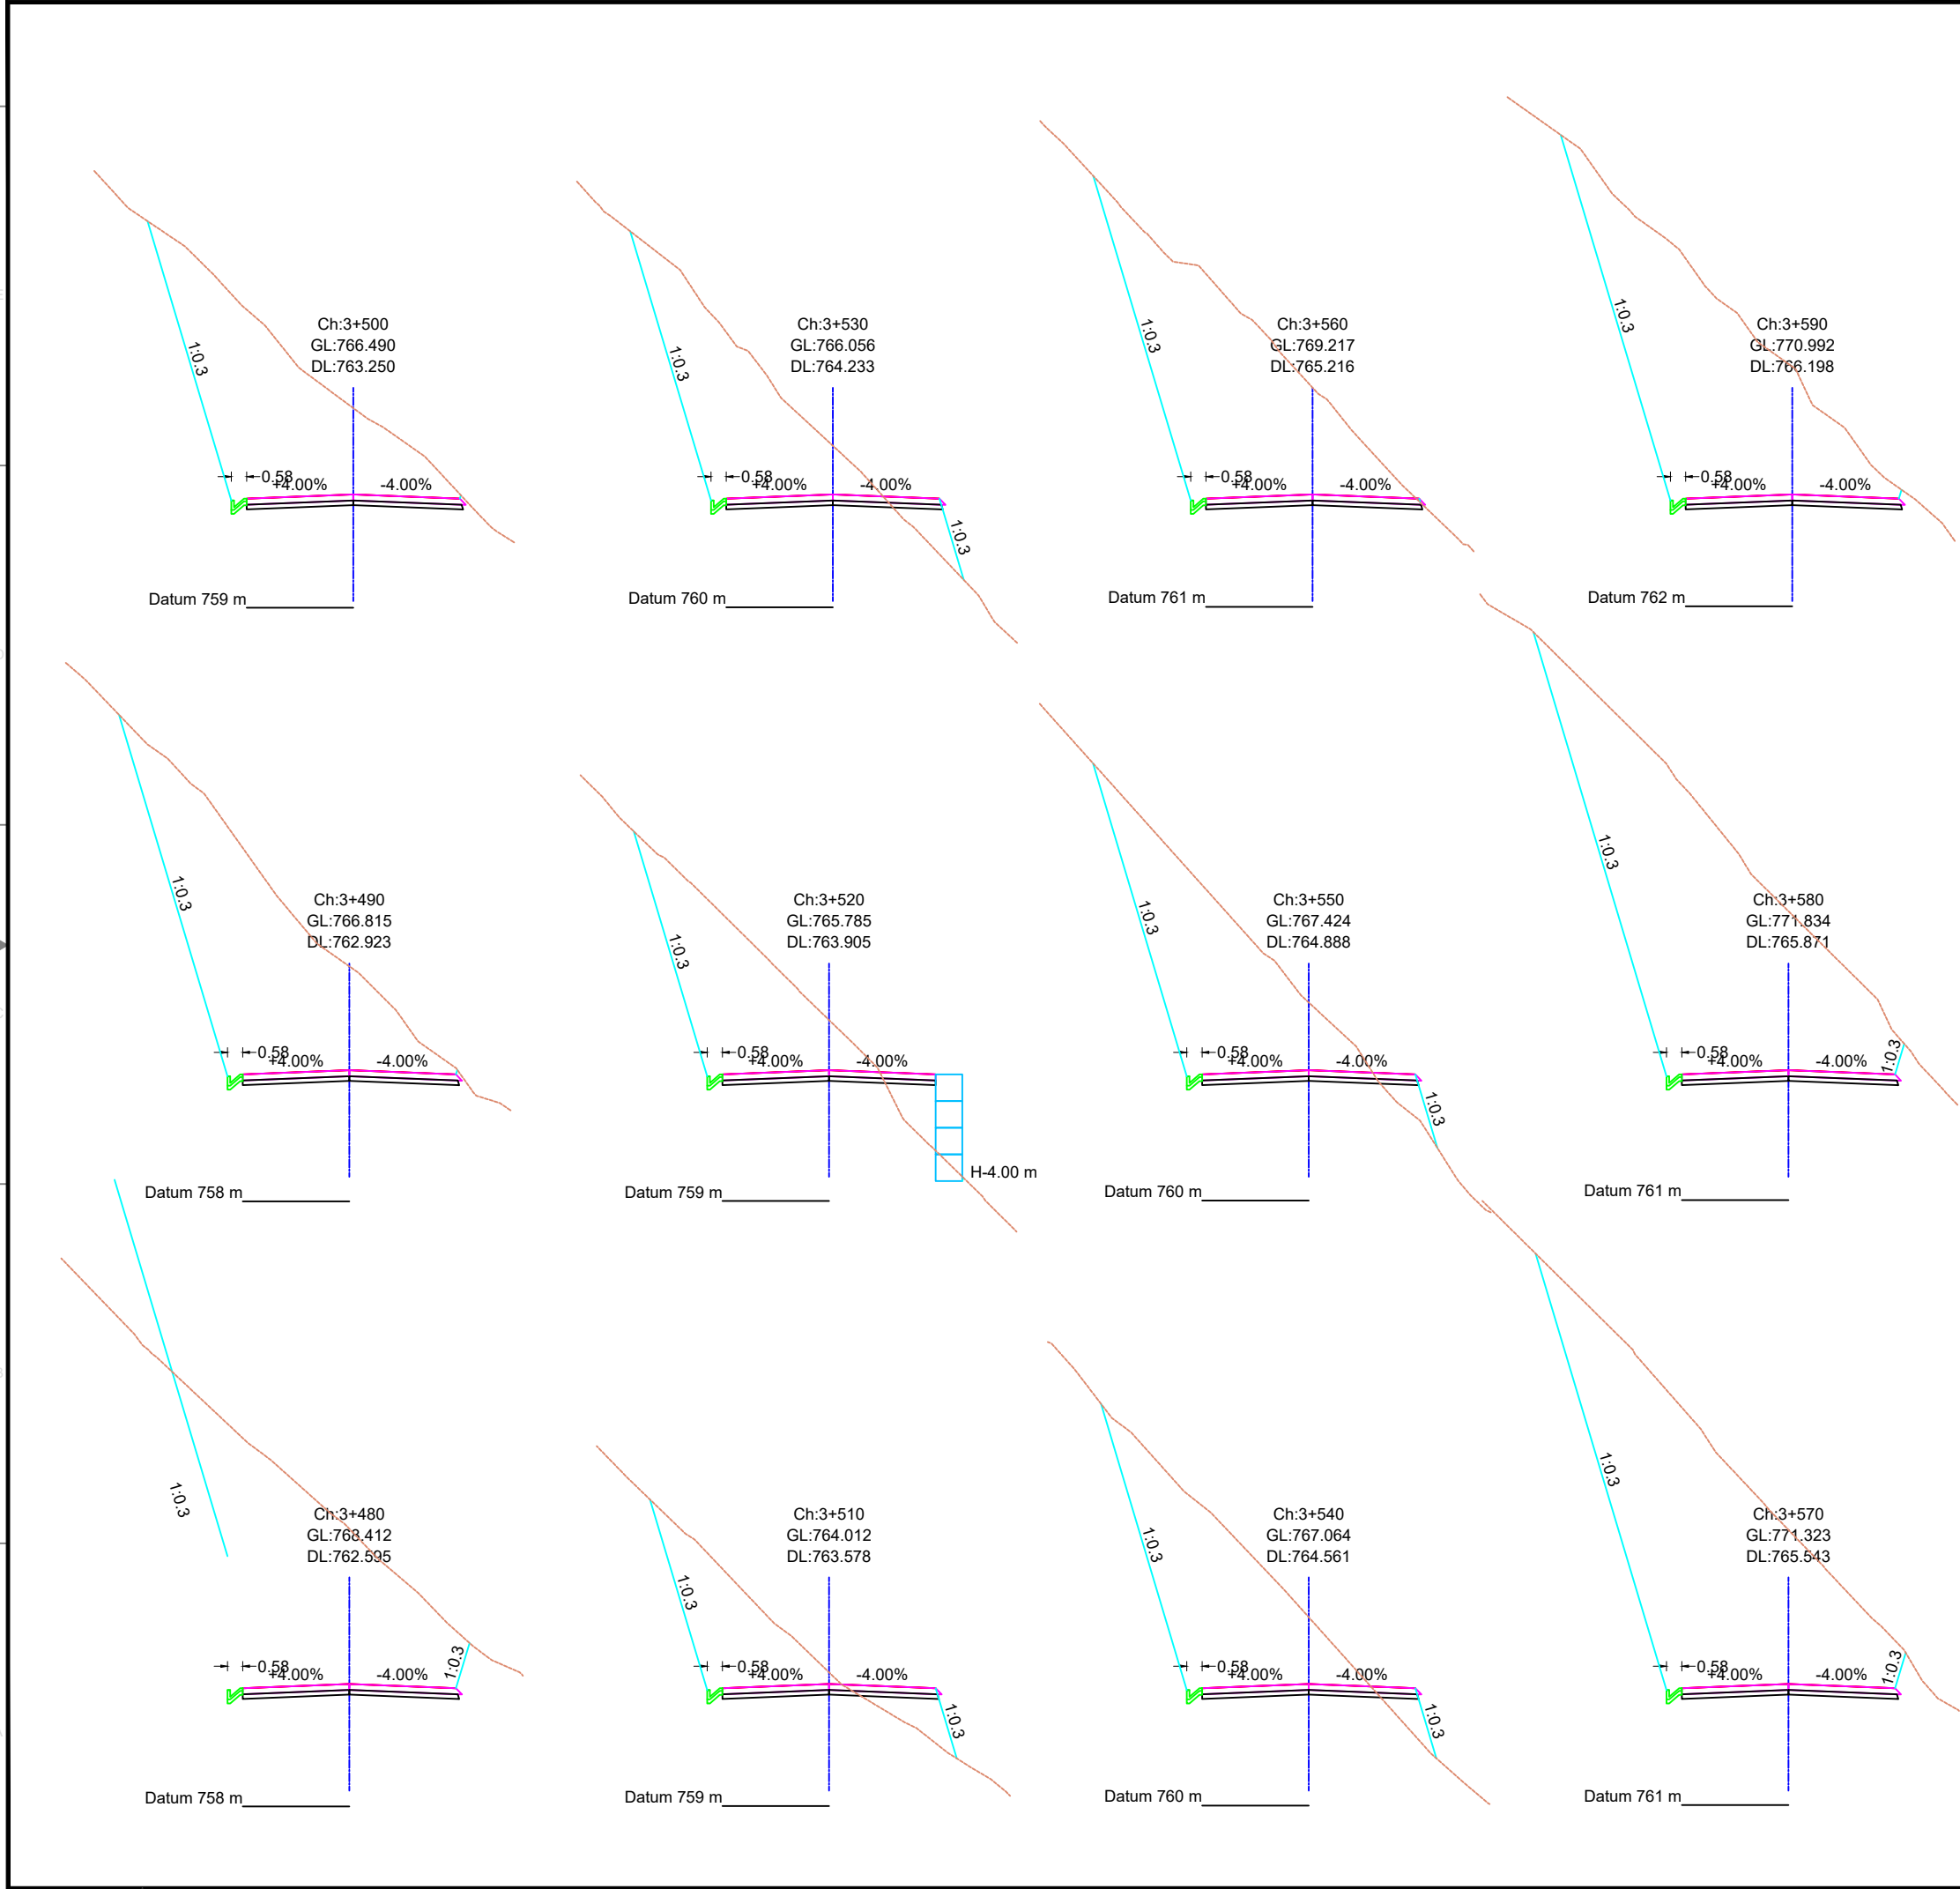 Ch:3+500
GL:766.490
DL:763.250
1:0.3
0.58
+4.00%
-4.00%
Datum 759 m
Ch:3+530
GL:766.056
DL:764.233
1:0.3
0.58
+4.00%
-4.00%
1:0.3
Datum 760 m
Ch:3+560
GL:769.217
DL:765.216
1:0.3
0.58
+4.00%
-4.00%
Datum 761 m
Ch:3+590
GL:770.992
DL:766.198
1:0.3
0.58
+4.00%
-4.00%
Datum 762 m
Ch:3+490
GL:766.815
DL:762.923
1:0.3
0.58
+4.00%
-4.00%
Datum 758 m
Ch:3+520
GL:765.785
DL:763.905
1:0.3
0.58
+4.00%
-4.00%
H-4.00 m
Datum 759 m
Ch:3+550
GL:767.424
DL:764.888
1:0.3
0.58
+4.00%
-4.00%
1:0.3
Datum 760 m
Ch:3+580
GL:771.834
DL:765.871
1:0.3
0.58
+4.00%
-4.00%
1:0.3
Datum 761 m
Ch:3+480
GL:768.412
DL:762.595
1:0.3
0.58
+4.00%
-4.00%
1:0.3
Datum 758 m
Ch:3+510
GL:764.012
DL:763.578
1:0.3
0.58
+4.00%
-4.00%
1:0.3
Datum 759 m
Ch:3+540
GL:767.064
DL:764.561
1:0.3
0.58
+4.00%
-4.00%
1:0.3
Datum 760 m
Ch:3+570
GL:771.323
DL:765.543
1:0.3
0.58
+4.00%
-4.00%
1:0.3
Datum 761 m